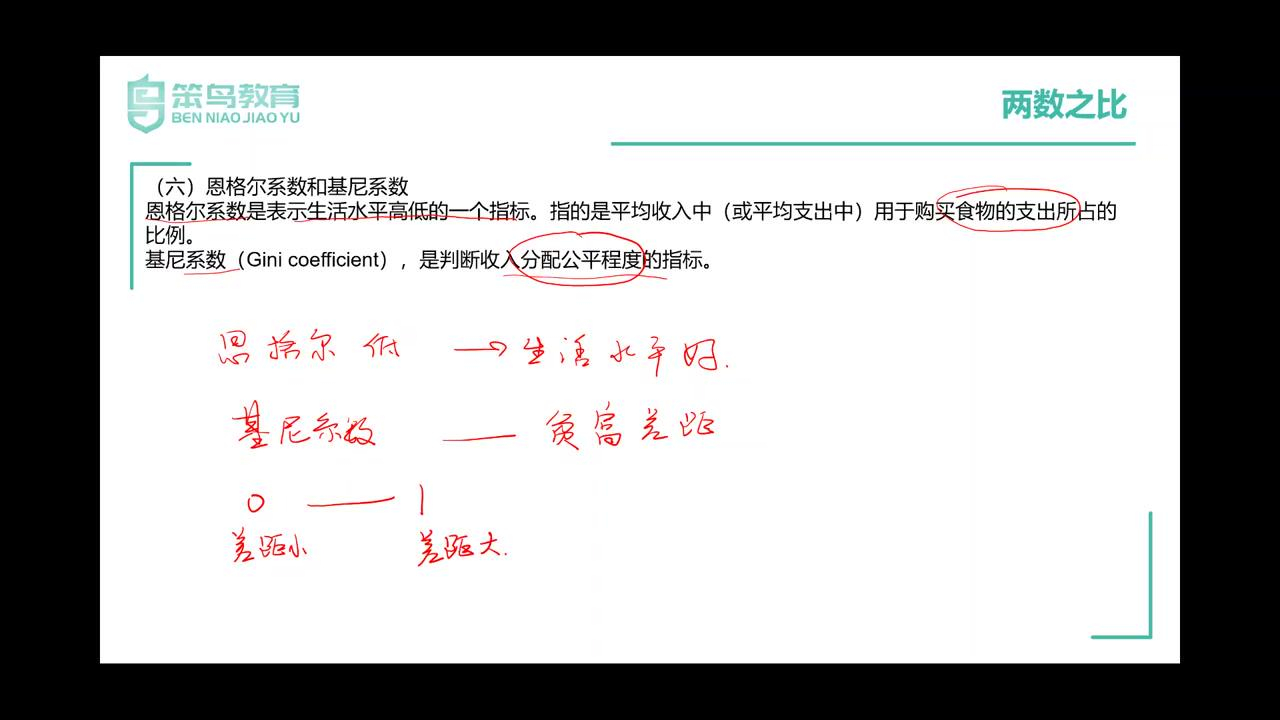 笨鸟教育
BEN NIAO JIAO YU
两数之比
（六）恩格尔系数和基尼系数
恩格尔系数是表示生活水平高低的一个指标。指的是平均收入中（或平均支出中）用于购买食物的支出所占的
比例。
基尼系数（Gini coefficient），是判断收入分配公平程度的指标。
恩格尔低 → 生活水平好.
基尼系数 — 贫富差距
0 — 1
差距小 差距大.